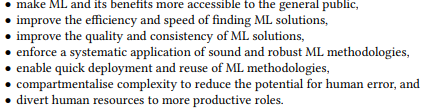 • make ML and its benefits more accessible to the general public,
• improve the efficiency and speed of finding ML solutions,
• improve the quality and consistency of ML solutions,
• enforce a systematic application of sound and robust ML methodologies,
• enable quick deployment and reuse of ML methodologies,
• compartmentalise complexity to reduce the potential for human error, and
• divert human resources to more productive roles.